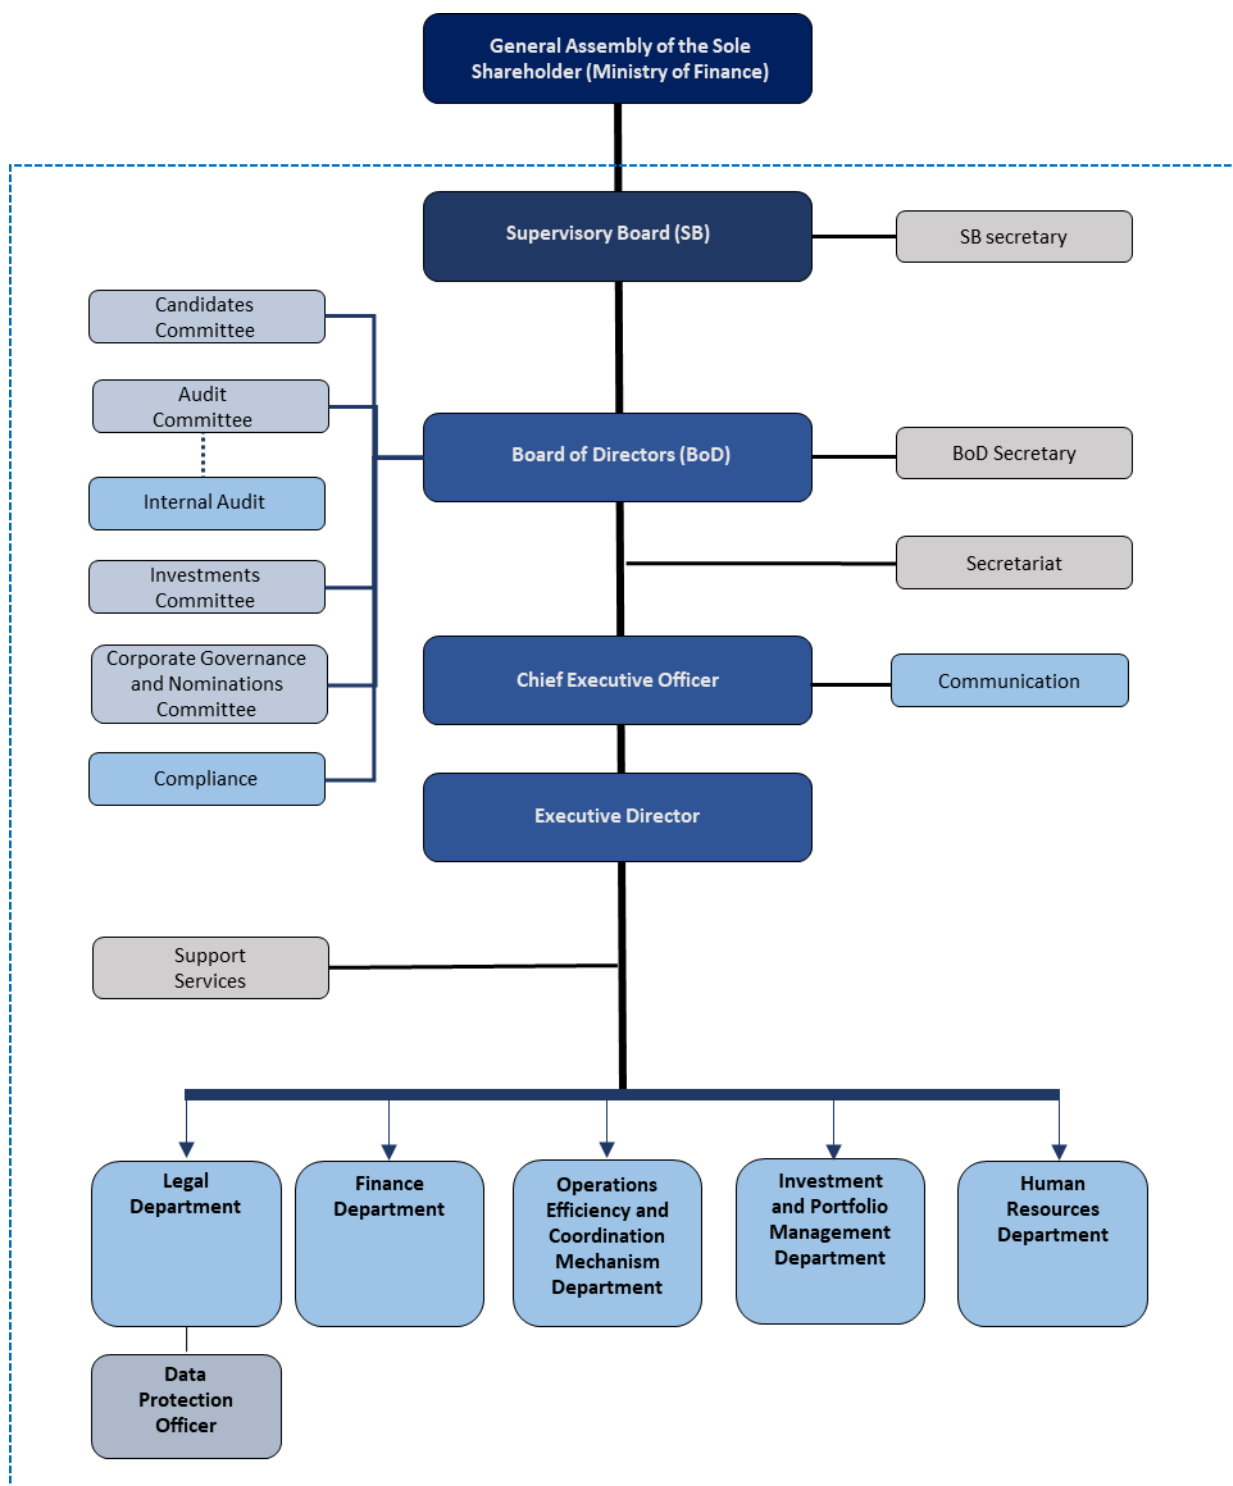 General Assembly of the Sole
Shareholder (Ministry of Finance)
Supervisory Board (SB)
SB secretary
Candidates
Committee
Audit
Committee
Board of Directors (BoD)
BoD Secretary
Internal Audit
Secretariat
Investments
Committee
Corporate Governance
and Nominations
Committee
Chief Executive Officer
Communication
Compliance
Executive Director
Support
Services
Legal
Department
Finance
Department
Operations
Efficiency and
Coordination
Mechanism
Department
Investment
and Portfolio
Management
Department
Human
Resources
Department
Data
Protection
Officer